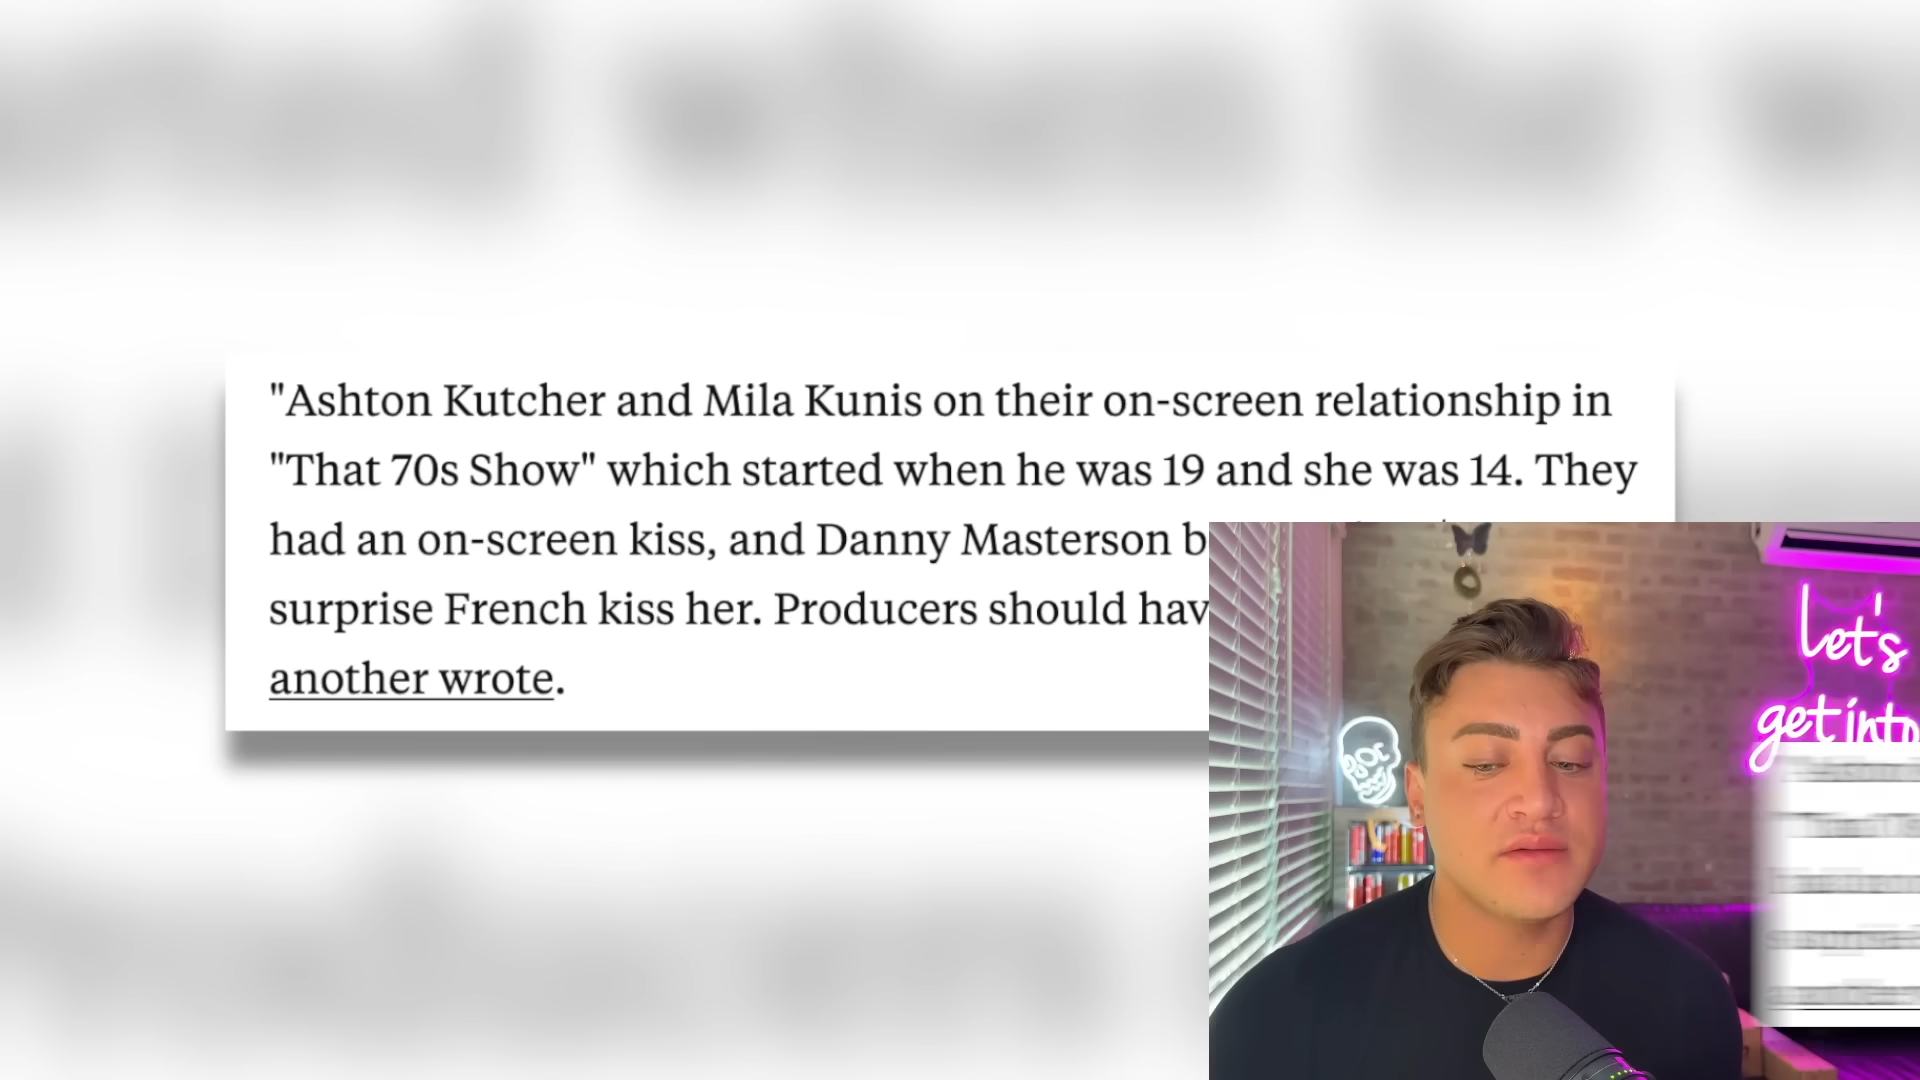 "Ashton Kutcher and Mila Kunis on their on-screen relationship in
"That 70s Show" which started when he was 19 and she was 14. They
had an on-screen kiss, and Danny Masterson
surprise French kiss her. Producers should
another wrote.
let's
get into